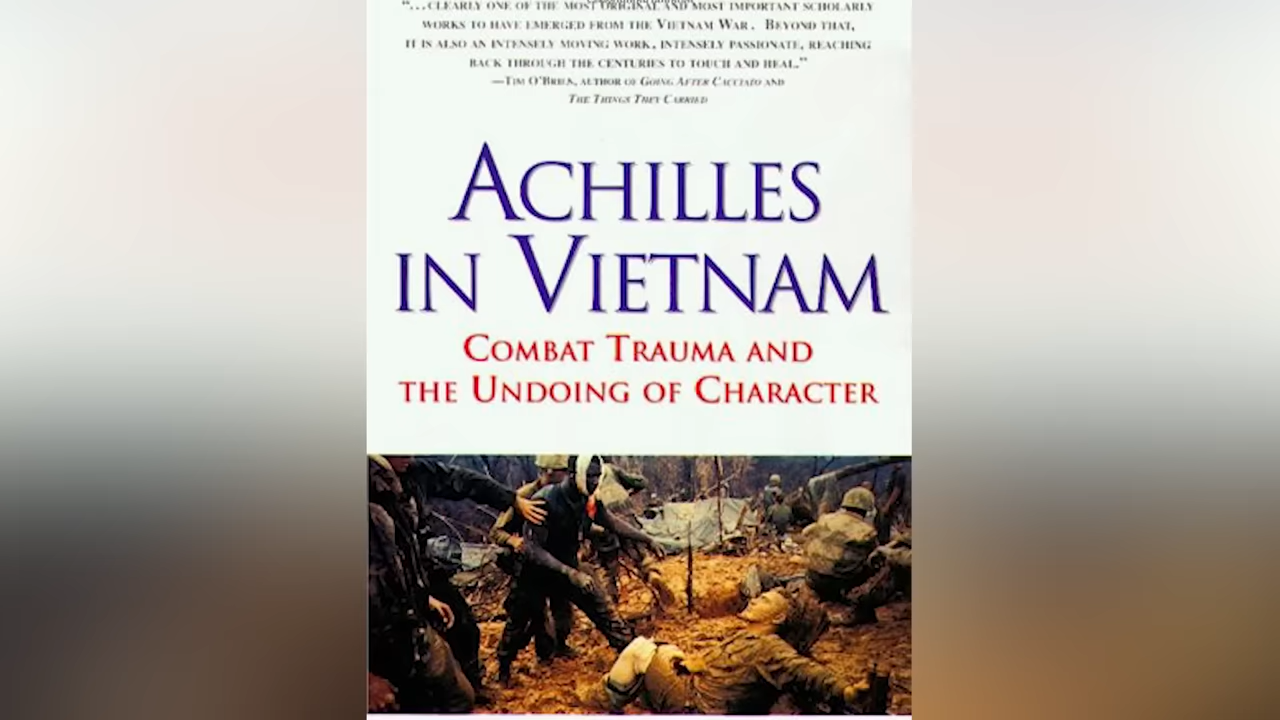 “...CLEARLY ONE OF THE MOST ORIGINAL AND MOST IMPORTANT SCHOLARLY
WORKS TO HAVE EMERGED FROM THE VIETNAM WAR. BEYOND THAT,
IT IS ALSO AN INTENSELY MOVING WORK, INTENSELY PASSIONATE, REACHING
BACK THROUGH THE CENTURIES TO TOUCH AND HEAL.”
—TIM O'BRIEN, AUTHOR OF GOING AFTER CACCIATO AND
THE THINGS THEY CARRIED
ACHILLES
IN VIETNAM
COMBAT TRAUMA AND
THE UNDOING OF CHARACTER